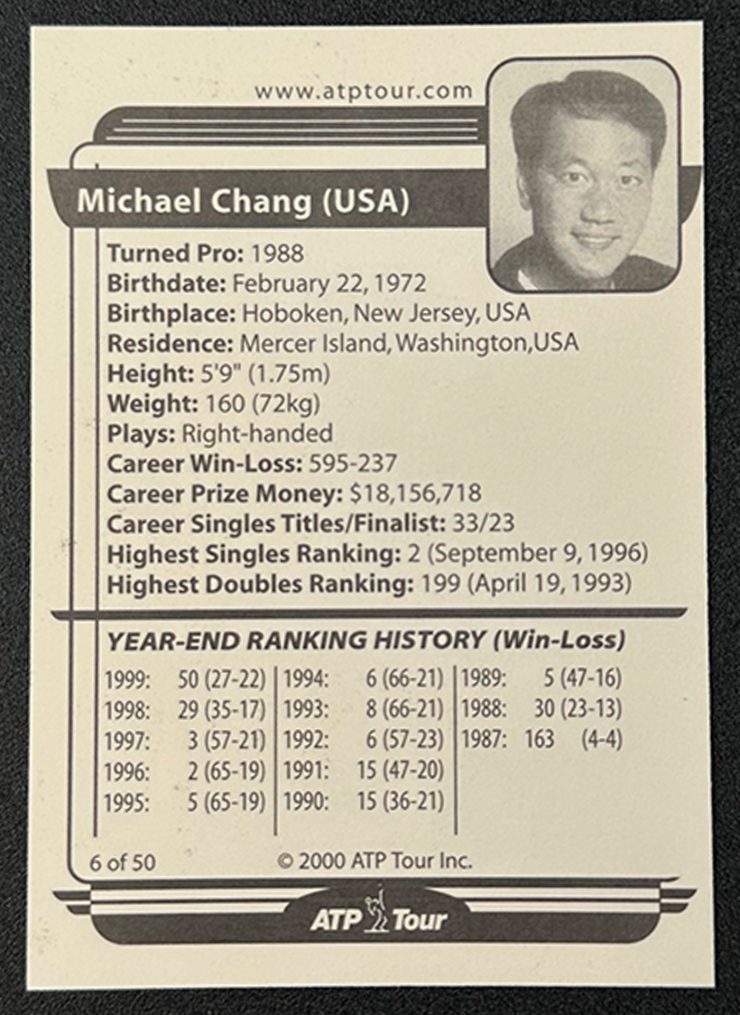 www.atptour.com
Michael Chang (USA)
Turned Pro: 1988
Birthdate: February 22, 1972
Birthplace: Hoboken, New Jersey, USA
Residence: Mercer Island, Washington,USA
Height: 5'9" (1.75m)
Weight: 160 (72kg)
Plays: Right-handed
Career Win-Loss: 595-237
Career Prize Money: $18,156,718
Career Singles Titles/Finalist: 33/23
Highest Singles Ranking: 2 (September 9, 1996)
Highest Doubles Ranking: 199 (April 19, 1993)
YEAR-END RANKING HISTORY (Win-Loss)
1999: 50 (27-22) 1994: 6 (66-21) 1989: 5 (47-16)
1998: 29 (35-17) 1993: 8 (66-21) 1988: 30 (23-13)
1997: 3 (57-21) 1992: 6 (57-23) 1987: 163 (4-4)
1996: 2 (65-19) 1991: 15 (47-20)
1995: 5 (65-19) 1990: 15 (36-21)
6 of 50 © 2000 ATP Tour Inc.
ATP Tour